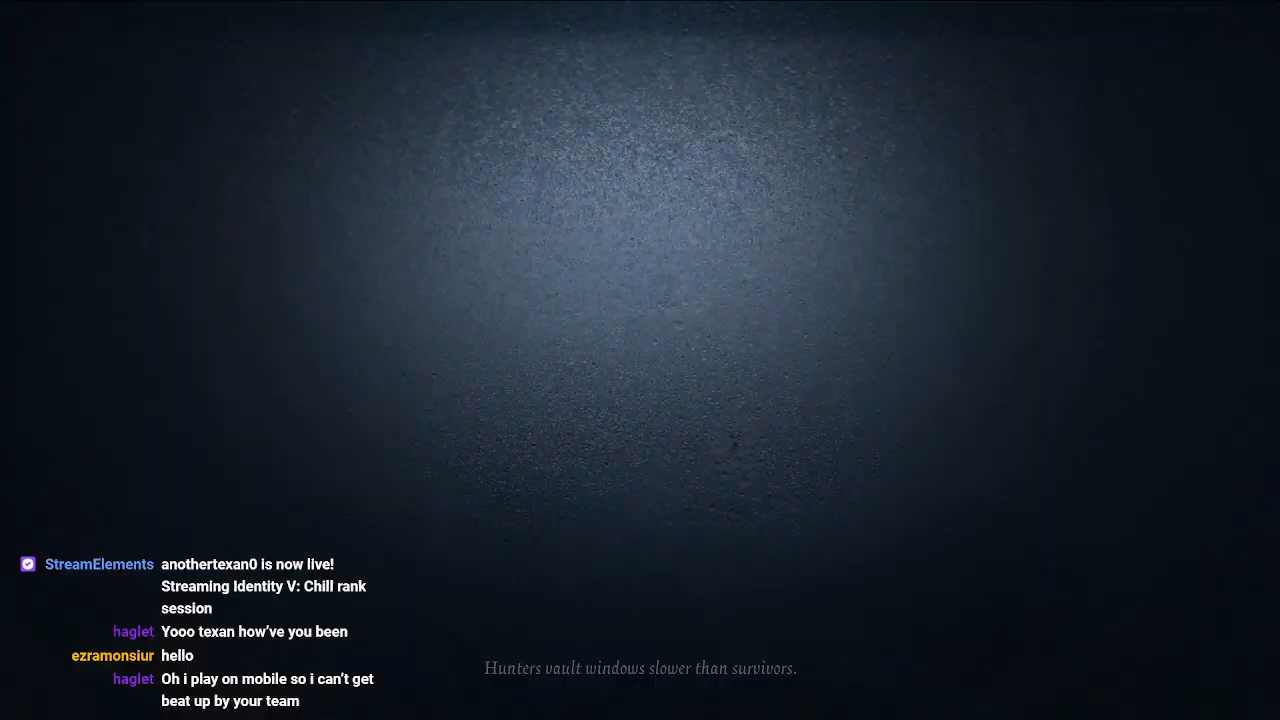 StreamElements anothertexan0 is now live!
Streaming Identity V: Chill rank
session
haglet Yooo texan how've you been
ezramonsiur hello
haglet Oh i play on mobile so i can't get
beat up by your team
Hunters vault windows slower than survivors.